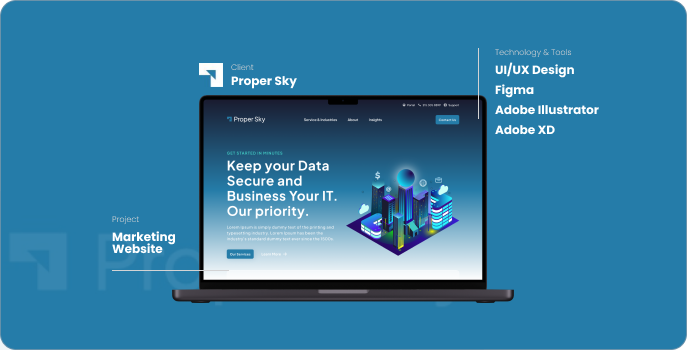 Client
Proper Sky
Technology & Tools
UI/UX Design
Figma
Adobe Illustrator
Adobe XD
Portal
Support
Proper Sky
Service & Industries
About
Insights
Contact Us
GET STARTED IN MINUTES
Keep your Data
Secure and
Business Your IT.
Our priority.
Lorem Ipsum is simply dummy text of the printing and
typesetting industry. Lorem Ipsum has been the
industry's standard dummy text ever since the 1500s
Our Services
Learn More
Project
Marketing
Website